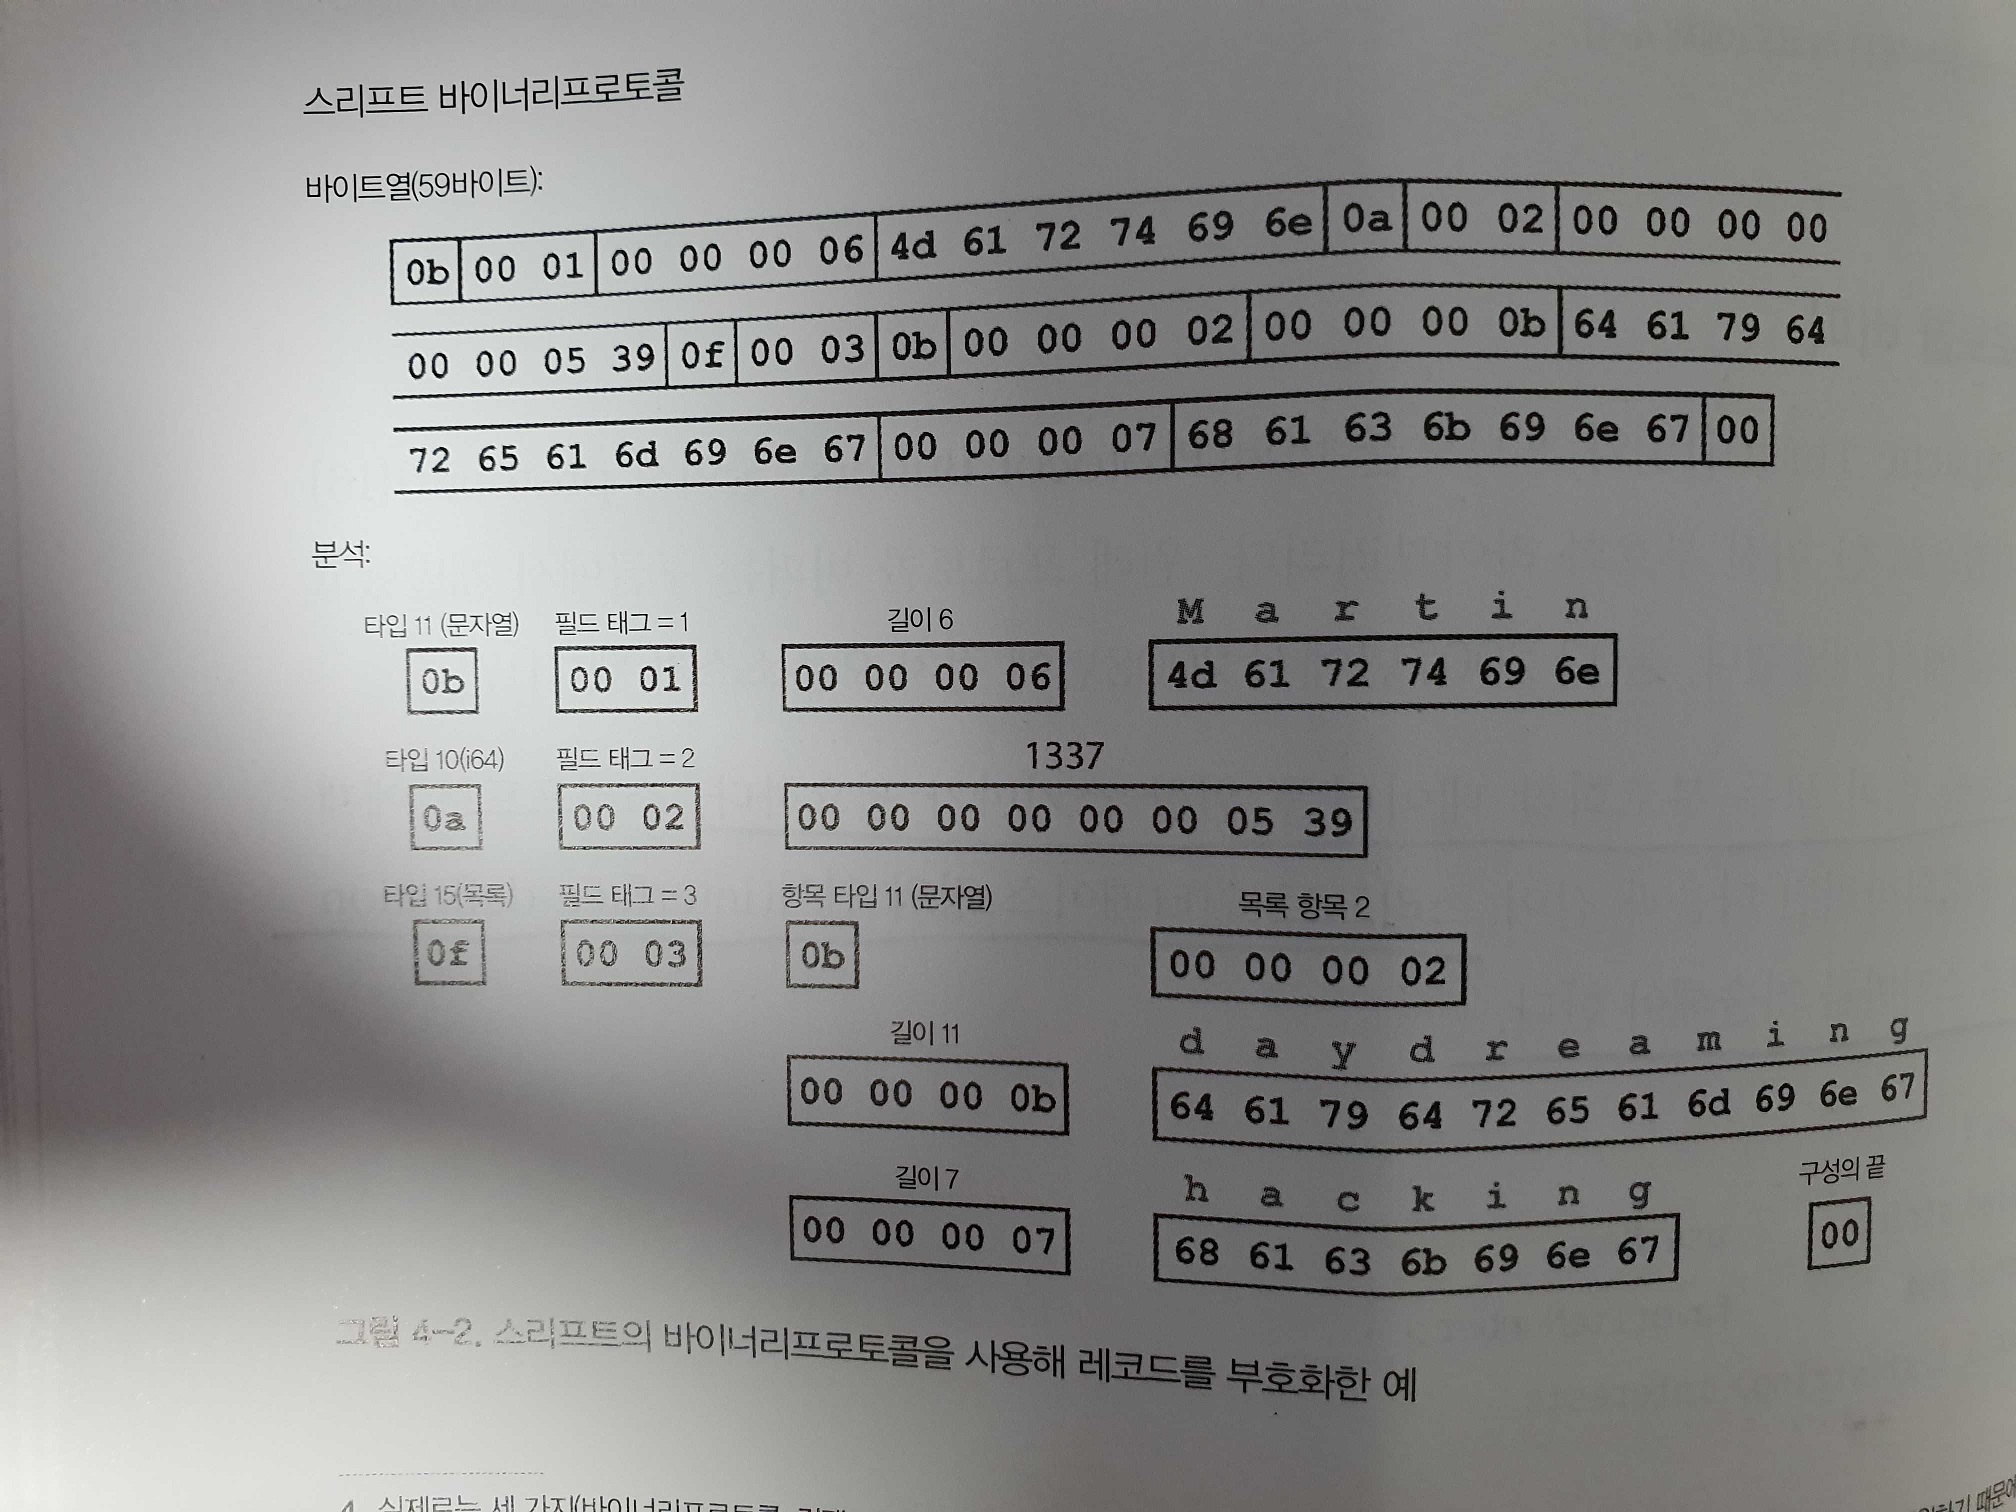 스리프트 바이너리프로토콜
바이트열(59바이트):
0b 00 01 00 00 00 06 4d 61 72 74 69 6e 0a 00 02 00 00 00 00
00 00 05 39 0f 00 03 0b 00 00 00 02 00 00 00 0b 64 61 79 64
72 65 61 6d 69 6e 67 00 00 00 07 68 61 63 6b 69 6e 67 00
분석:
타입 11 (문자열) 필드 태그 = 1 길이 6 M a r t i n
0b 00 01 00 00 00 06 4d 61 72 74 69 6e
타입 10(i64) 필드 태그 = 2 1337
0a 00 02 00 00 00 00 00 00 05 39
타입 15(목록) 필드 태그 = 3 항목 타입 11 (문자열) 목록 항목 2
0f 00 03 0b 00 00 00 02
길이 11 d a y d r e a m i n g
00 00 00 0b 64 61 79 64 72 65 61 6d 69 6e 67
길이 7 h a c k i n g 구성의 끝
00 00 00 07 68 61 63 6b 69 6e 67 00
그림 4-2. 스리프트의 바이너리프로토콜을 사용해 레코드를 부호화한 예
4 실제로는 세 가지(바이너리프로토콜,
때문에